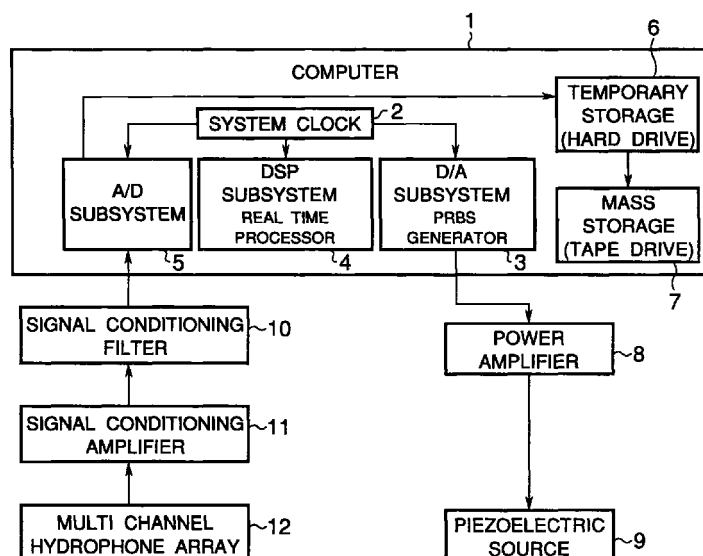 1
6
COMPUTER
TEMPORARY
STORAGE
(HARD DRIVE)
2
SYSTEM CLOCK
A/D
SUBSYSTEM
5
DSP
SUBSYSTEM
REAL TIME
PROCESSOR
4
D/A
SUBSYSTEM
PRBS
GENERATOR
3
MASS
STORAGE
(TAPE DRIVE)
7
SIGNAL CONDITIONING
FILTER
10
POWER
AMPLIFIER
8
SIGNAL CONDITIONING
AMPLIFIER
11
MULTI CHANNEL
HYDROPHONE ARRAY
12
PIEZOELECTRIC
SOURCE
9